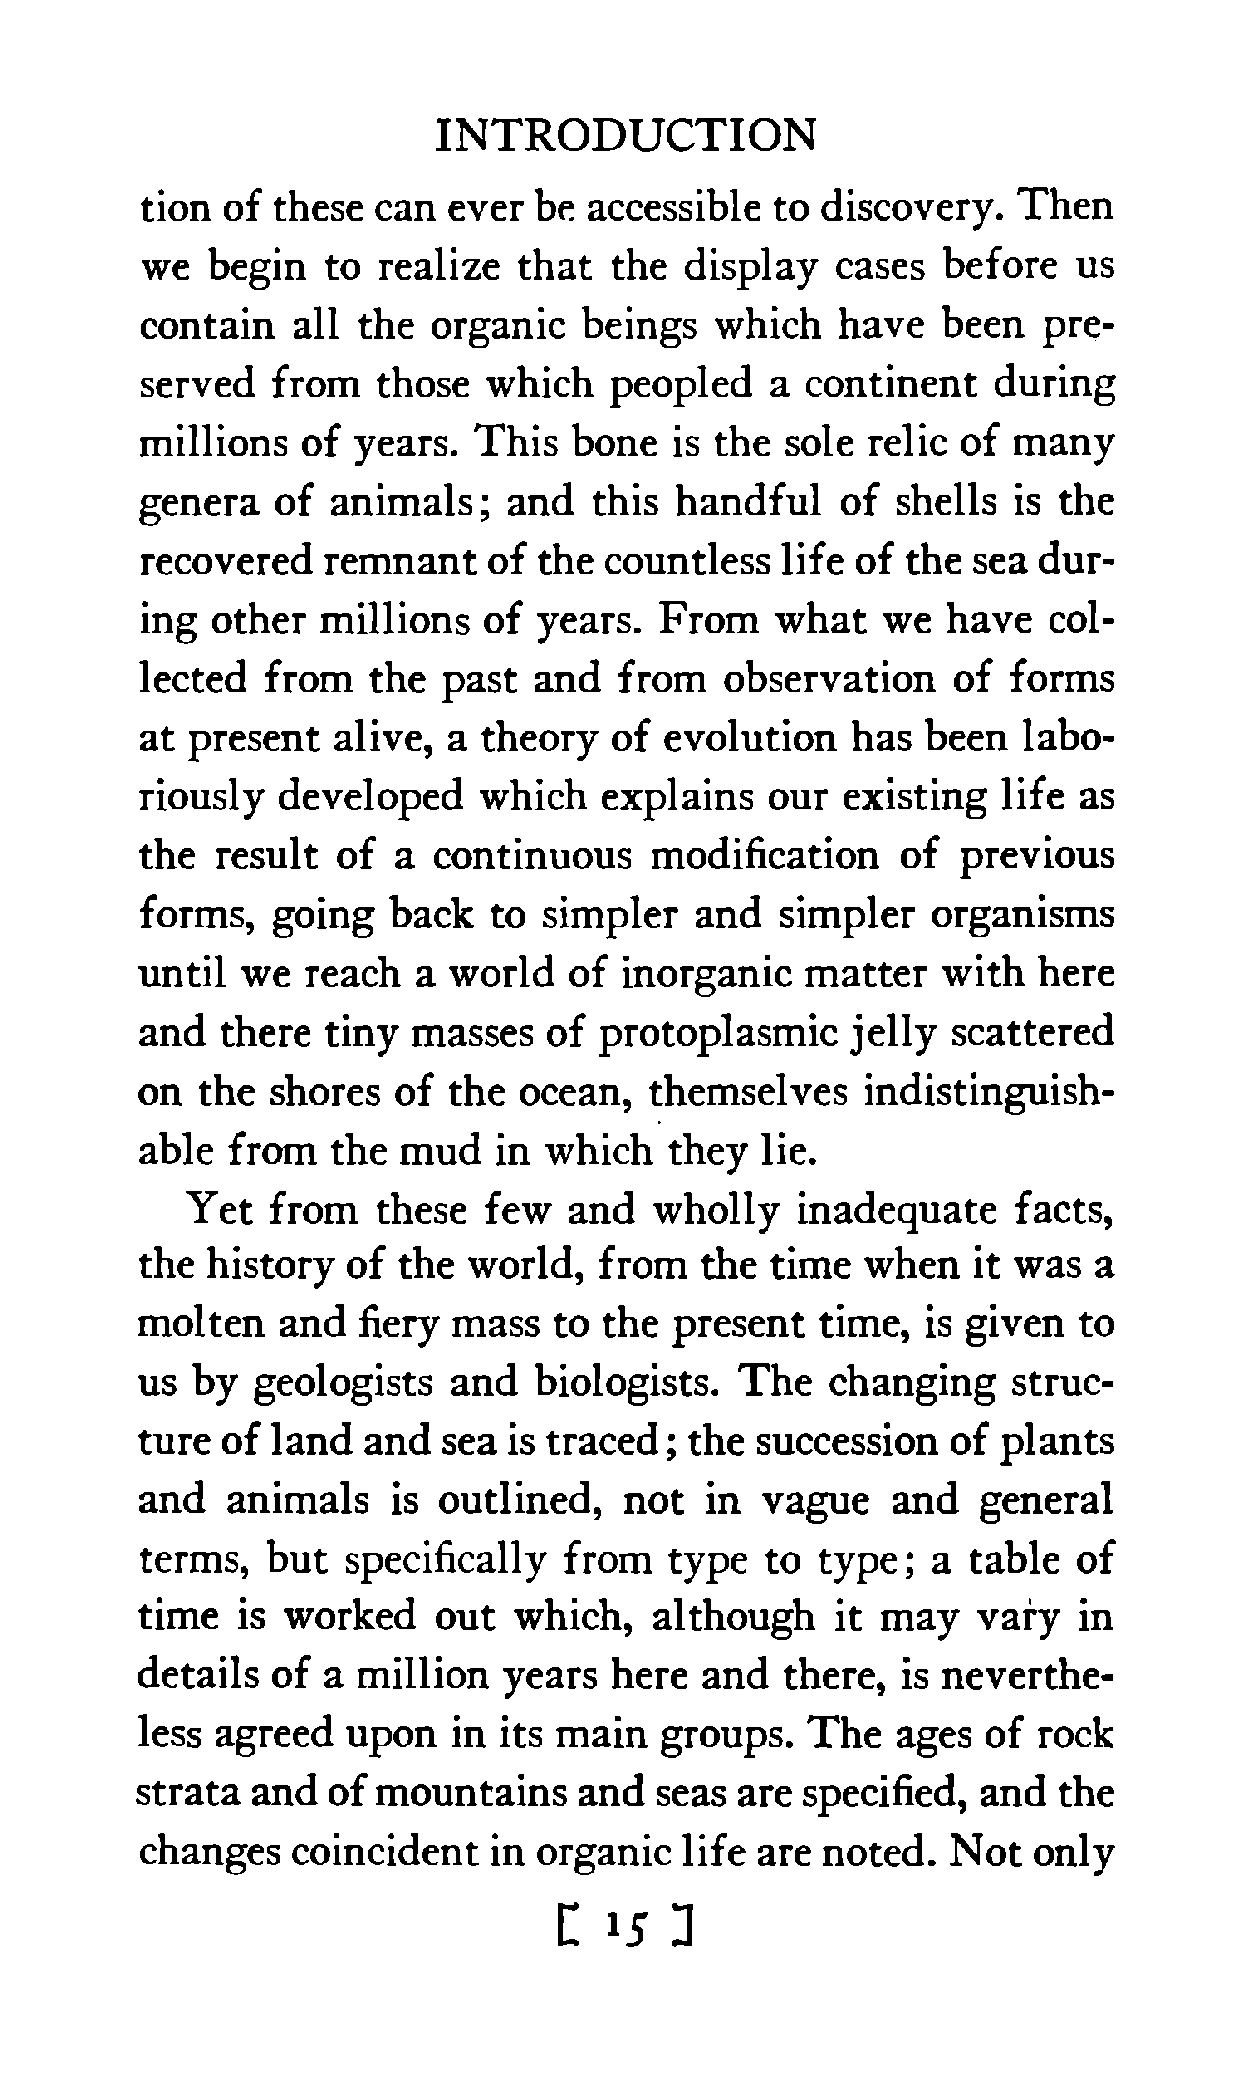 INTRODUCTION
tion of these can ever be accessible to discovery. Then
we begin to realize that the display cases before us
contain all the organic beings which have been pre-
served from those which peopled a continent during
millions of years. This bone is the sole relic of many
genera of animals; and this handful of shells is the
recovered remnant of the countless life of the sea dur-
ing other millions of years. From what we have col-
lected from the past and from observation of forms
at present alive, a theory of evolution has been labo-
riously developed which explains our existing life as
the result of a continuous modification of previous
forms, going back to simpler and simpler organisms
until we reach a world of inorganic matter with here
and there tiny masses of protoplasmic jelly scattered
on the shores of the ocean, themselves indistinguish-
able from the mud in which they lie.
Yet from these few and wholly inadequate facts,
the history of the world, from the time when it was a
molten and fiery mass to the present time, is given to
us by geologists and biologists. The changing struc-
ture of land and sea is traced; the succession of plants
and animals is outlined, not in vague and general
terms, but specifically from type to type; a table of
time is worked out which, although it may vary in
details of a million years here and there, is neverthe-
less agreed upon in its main groups. The ages of rock
strata and of mountains and seas are specified, and the
changes coincident in organic life are noted. Not only
[ 15 ]